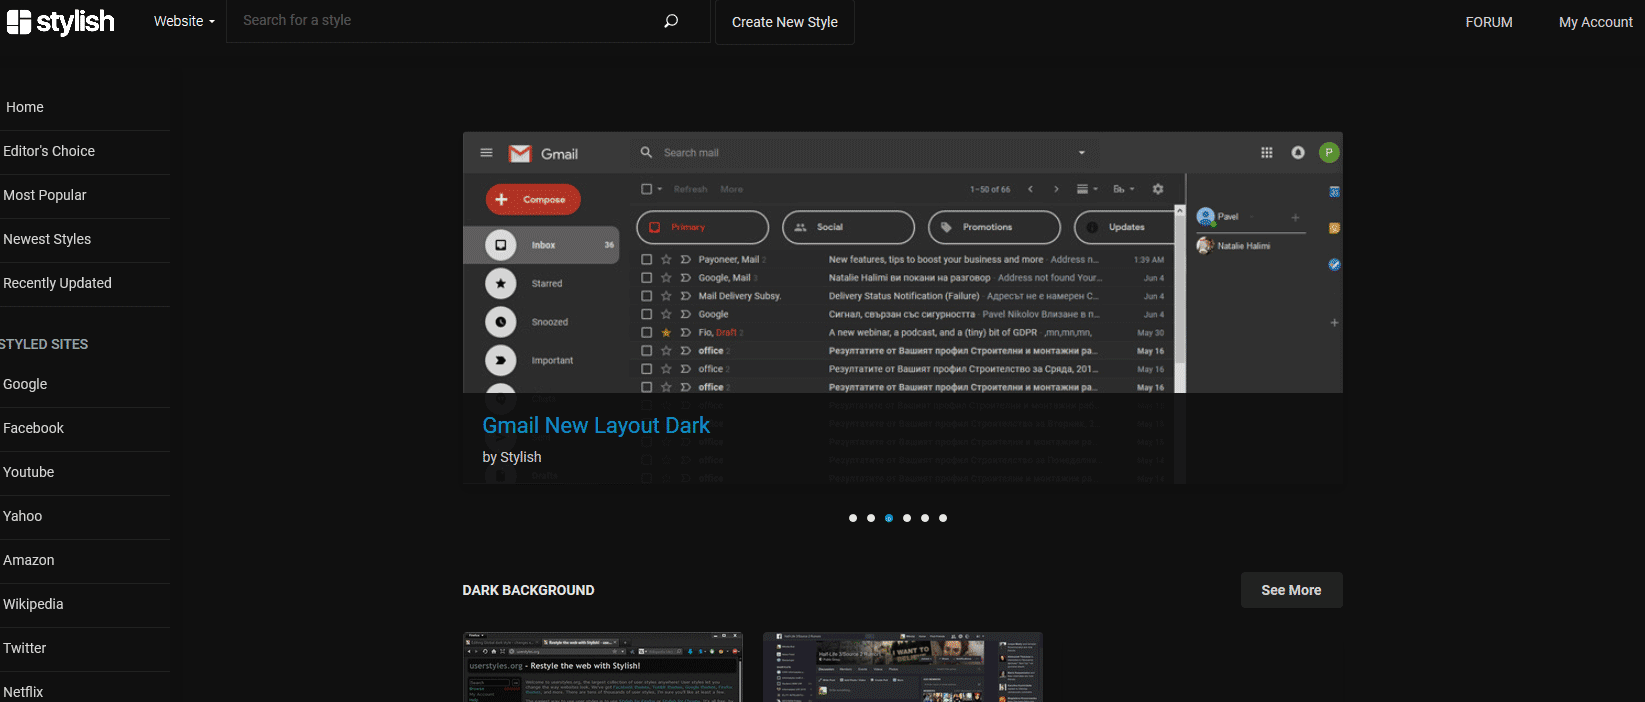 stylish
Website
Search for a style
Create New Style
FORUM
My Account
Home
Editor's Choice
Most Popular
Newest Styles
Recently Updated
STYLED SITES
Google
Facebook
Youtube
Yahoo
Amazon
Wikipedia
Twitter
Netflix
Gmail
Search mail
P
Compose
Refresh More
1–50 of 66
Primary
Social
Promotions
Updates
Inbox 36
Starred
Snoozed
Important
Payoneer, Mail 2 New features, tips to boost your business and more - Address n... 1:39 AM
Google, Mail 3 Natalie Halimi ви покани на разговор - Address not found Your... Jun 4
Mail Delivery Subsy. Delivery Status Notification (Failure) - Адресът не е намерен С... Jun 4
Google Сигнал, свързан със сигурността - Pavel Nikolov Влизане в п... Jun 4
Fio, Draft 2 A new webinar, a podcast, and a (tiny) bit of GDPR - ,mn,mn,mn, May 30
office 2 Резултатите от Вашият профил Строителни и монтажни ра... May 16
office 2 Резултатите от Вашият профил Строителство за Сряда, 201... May 16
office 2 Резултатите от Вашият профил Строителни и монтажни ра... May 16
Pavel
Natalie Halimi
Gmail New Layout Dark
by Stylish
DARK BACKGROUND
See More
userstyles.org - Restyle the web with Stylish!